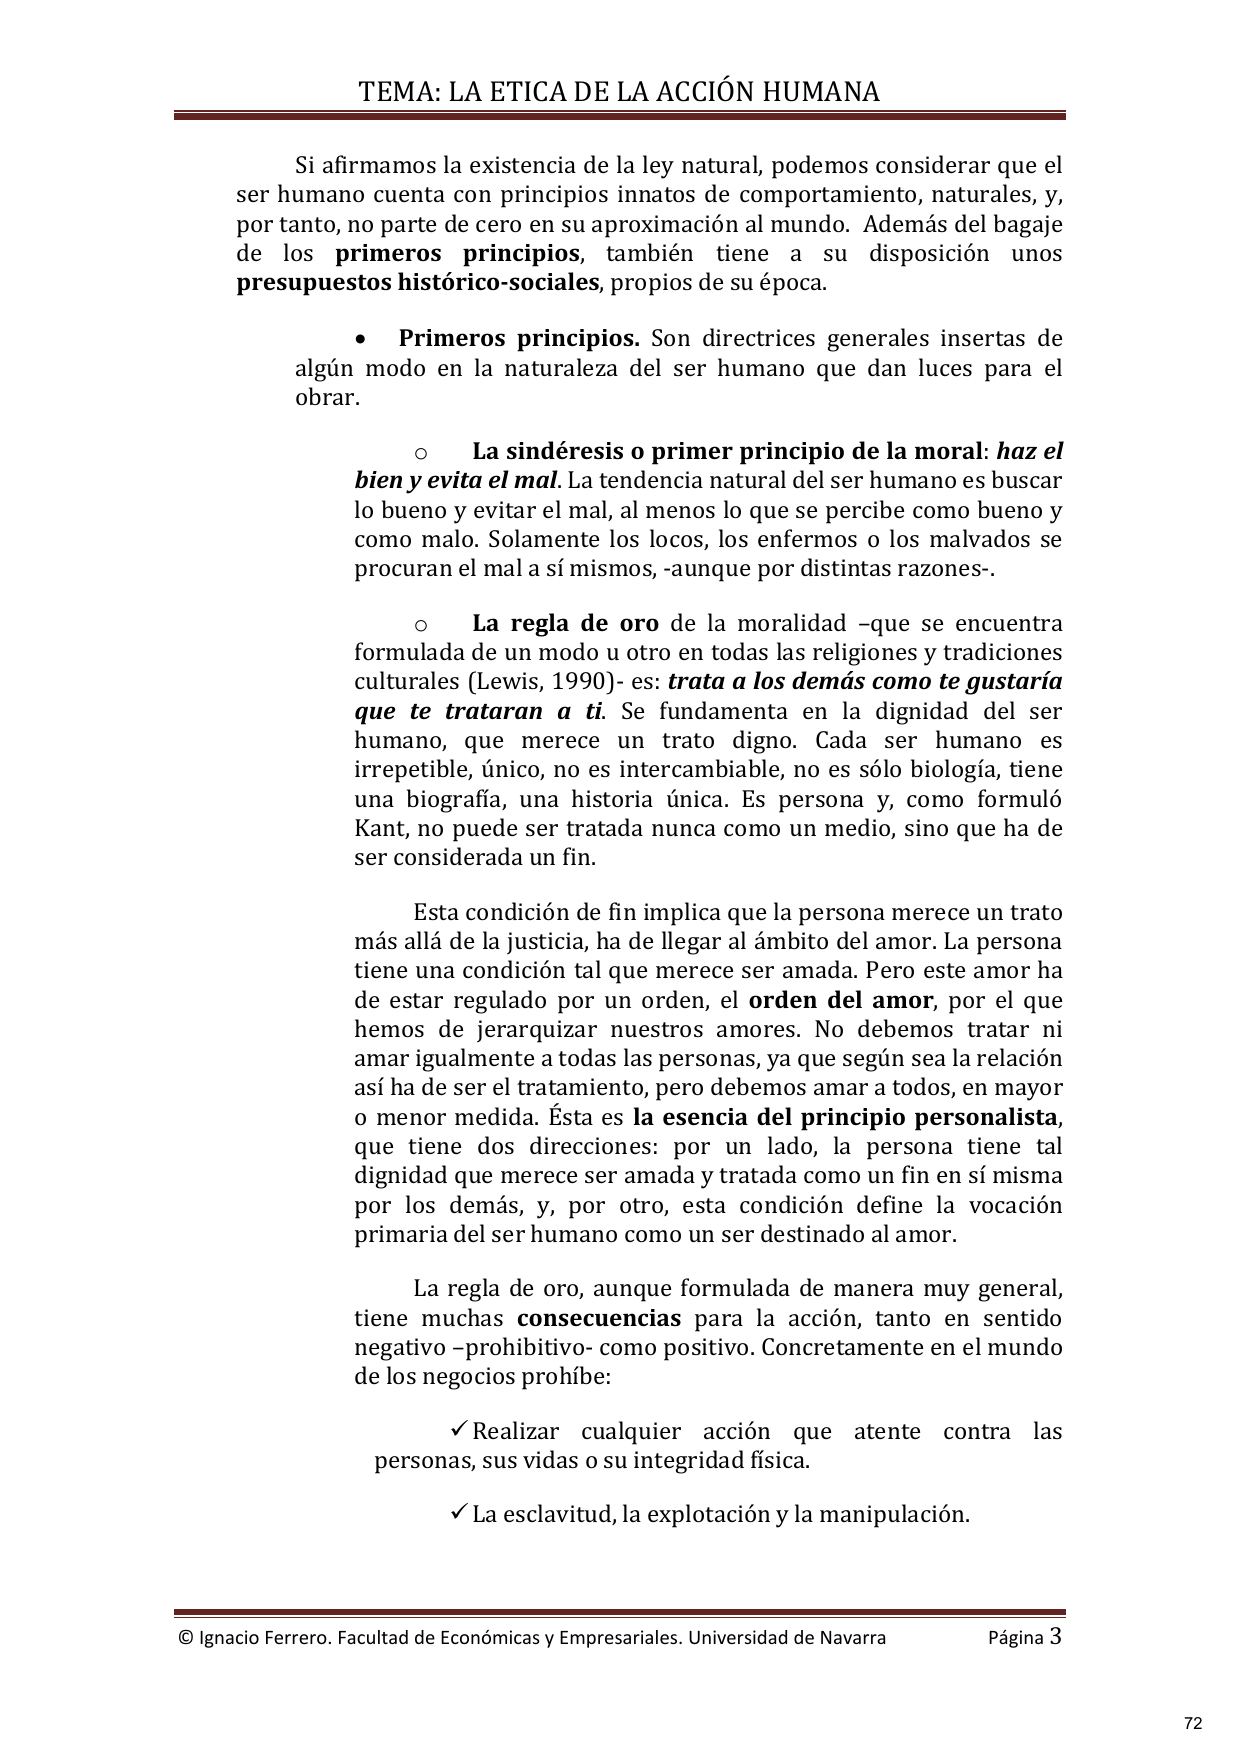 TEMA: LA ETICA DE LA ACCIÓN HUMANA
Si afirmamos la existencia de la ley natural, podemos considerar que el
ser humano cuenta con principios innatos de comportamiento, naturales, y,
por tanto, no parte de cero en su aproximación al mundo.  Además del bagaje
de los primeros principios, también tiene a su disposición unos
presupuestos histórico-sociales, propios de su época.
• Primeros principios. Son directrices generales insertas de
algún modo en la naturaleza del ser humano que dan luces para el
obrar.
o La sindéresis o primer principio de la moral: haz el
bien y evita el mal. La tendencia natural del ser humano es buscar
lo bueno y evitar el mal, al menos lo que se percibe como bueno y
como malo. Solamente los locos, los enfermos o los malvados se
procuran el mal a sí mismos, -aunque por distintas razones-.
o La regla de oro de la moralidad –que se encuentra
formulada de un modo u otro en todas las religiones y tradiciones
culturales (Lewis, 1990)- es: trata a los demás como te gustaría
que te trataran a ti. Se fundamenta en la dignidad del ser
humano, que merece un trato digno. Cada ser humano es
irrepetible, único, no es intercambiable, no es sólo biología, tiene
una biografía, una historia única. Es persona y, como formuló
Kant, no puede ser tratada nunca como un medio, sino que ha de
ser considerada un fin.
Esta condición de fin implica que la persona merece un trato
más allá de la justicia, ha de llegar al ámbito del amor. La persona
tiene una condición tal que merece ser amada. Pero este amor ha
de estar regulado por un orden, el orden del amor, por el que
hemos de jerarquizar nuestros amores. No debemos tratar ni
amar igualmente a todas las personas, ya que según sea la relación
así ha de ser el tratamiento, pero debemos amar a todos, en mayor
o menor medida. Ésta es la esencia del principio personalista,
que tiene dos direcciones: por un lado, la persona tiene tal
dignidad que merece ser amada y tratada como un fin en sí misma
por los demás, y, por otro, esta condición define la vocación
primaria del ser humano como un ser destinado al amor.
La regla de oro, aunque formulada de manera muy general,
tiene muchas consecuencias para la acción, tanto en sentido
negativo –prohibitivo- como positivo. Concretamente en el mundo
de los negocios prohíbe:
✓Realizar cualquier acción que atente contra las
personas, sus vidas o su integridad física.
✓La esclavitud, la explotación y la manipulación.
© Ignacio Ferrero. Facultad de Económicas y Empresariales. Universidad de Navarra Página 3
72